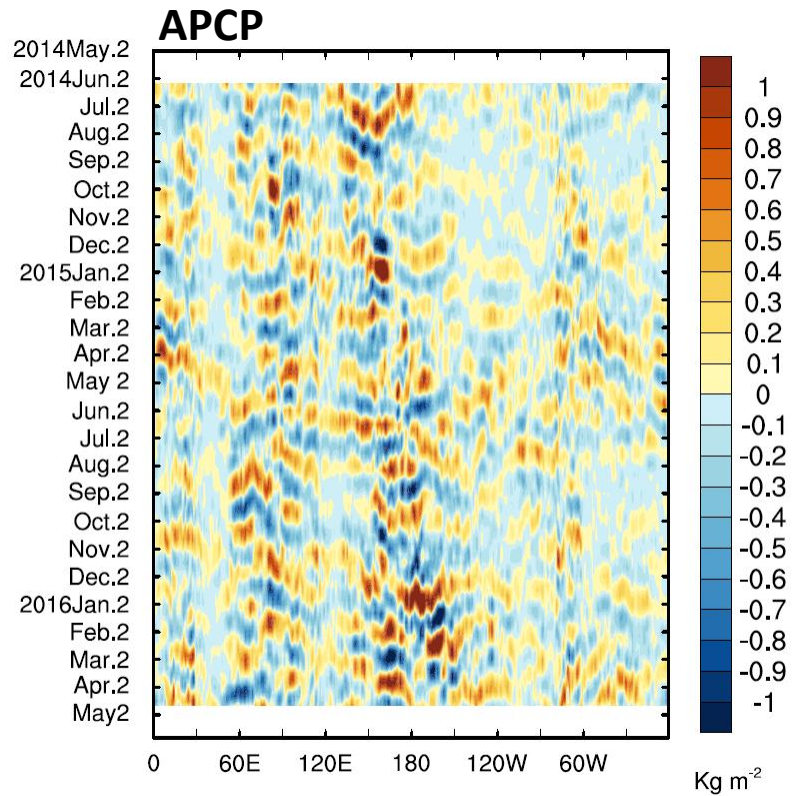 APCP
2014May.2
2014Jun.2
Jul.2
Aug.2
Sep.2
Oct.2
Nov.2
Dec.2
2015Jan.2
Feb.2
Mar.2
Apr.2
May 2
Jun.2
Jul.2
Aug.2
Sep.2
Oct.2
Nov.2
Dec.2
2016Jan.2
Feb.2
Mar.2
Apr.2
May2
0 60E 120E 180 120W 60W
1
0.9
0.8
0.7
0.6
0.5
0.4
0.3
0.2
0.1
0
-0.1
-0.2
-0.3
-0.4
-0.5
-0.6
-0.7
-0.8
-0.9
-1
Kg m-2